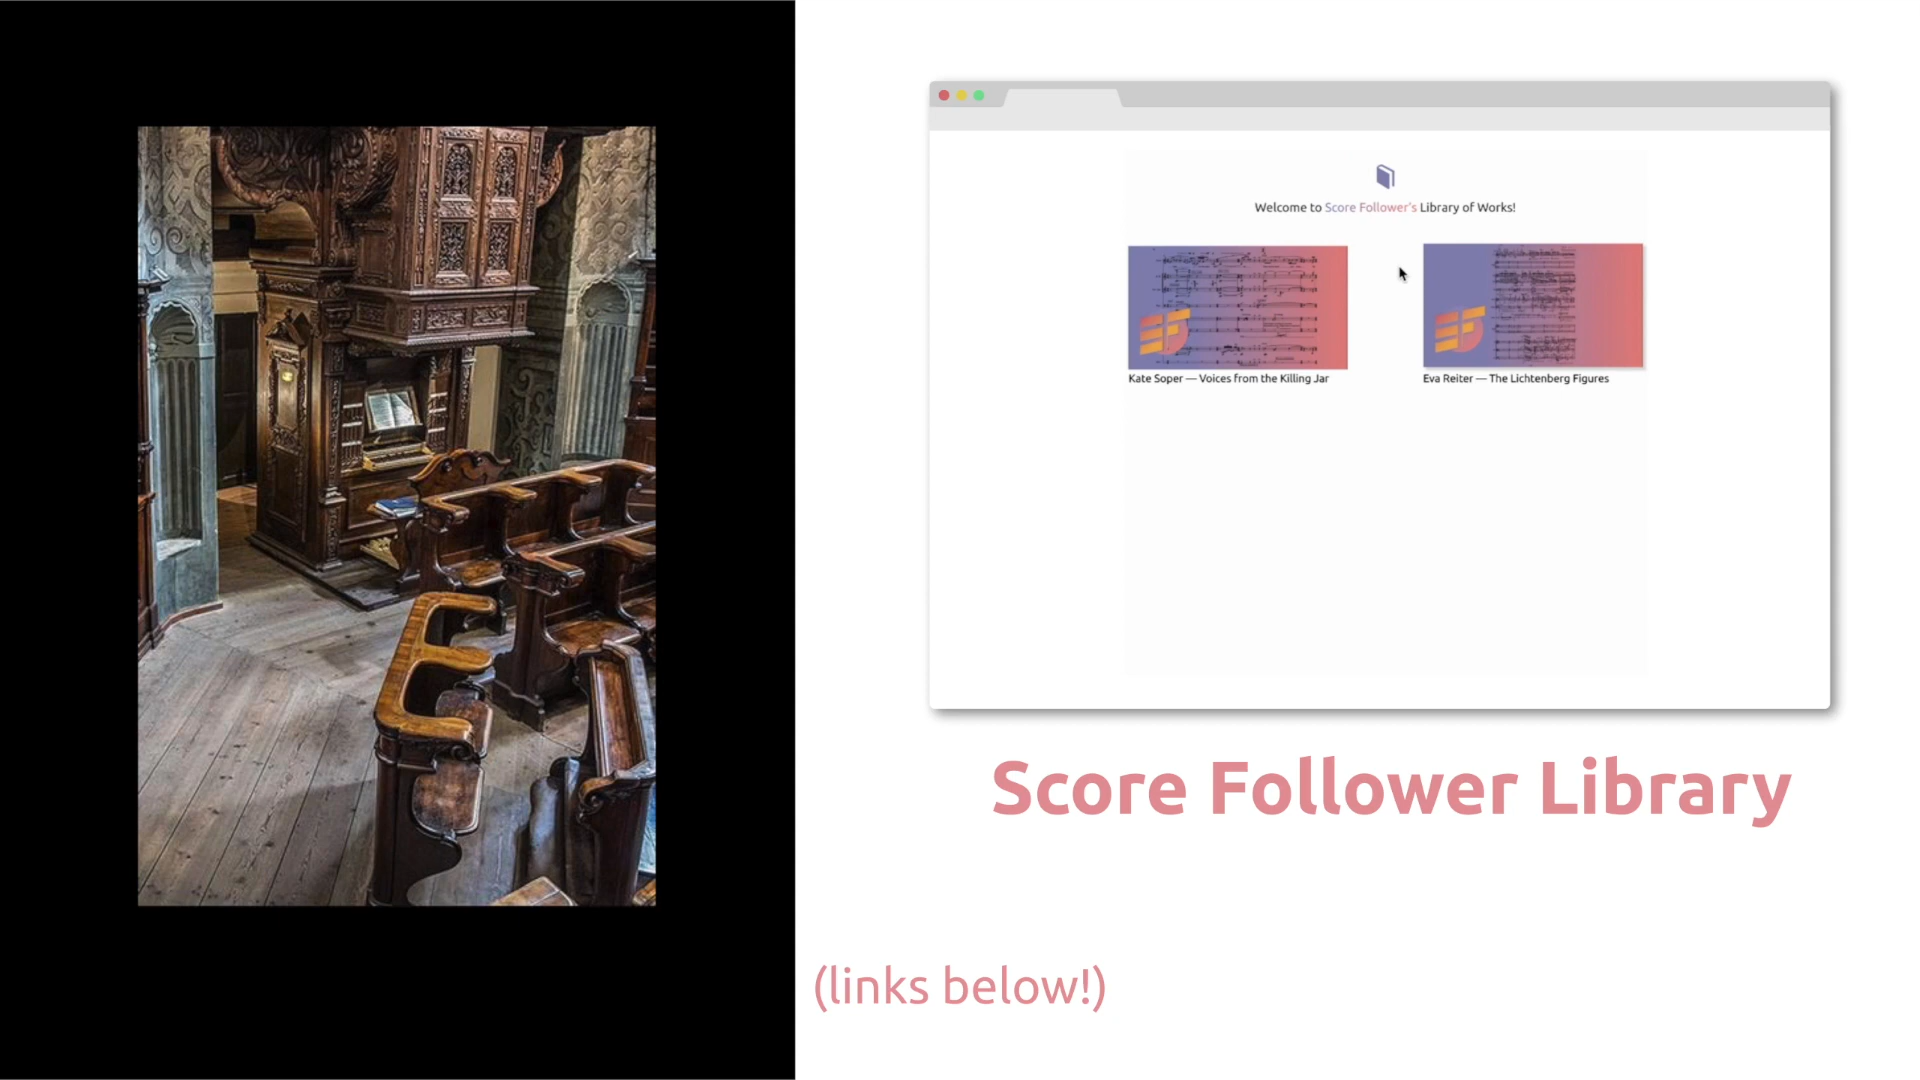 Welcome to Score Follower's Library of Works!
Kate Soper — Voices from the Killing Jar
Eva Reiter — The Lichtenberg Figures
Score Follower Library
(links below!)